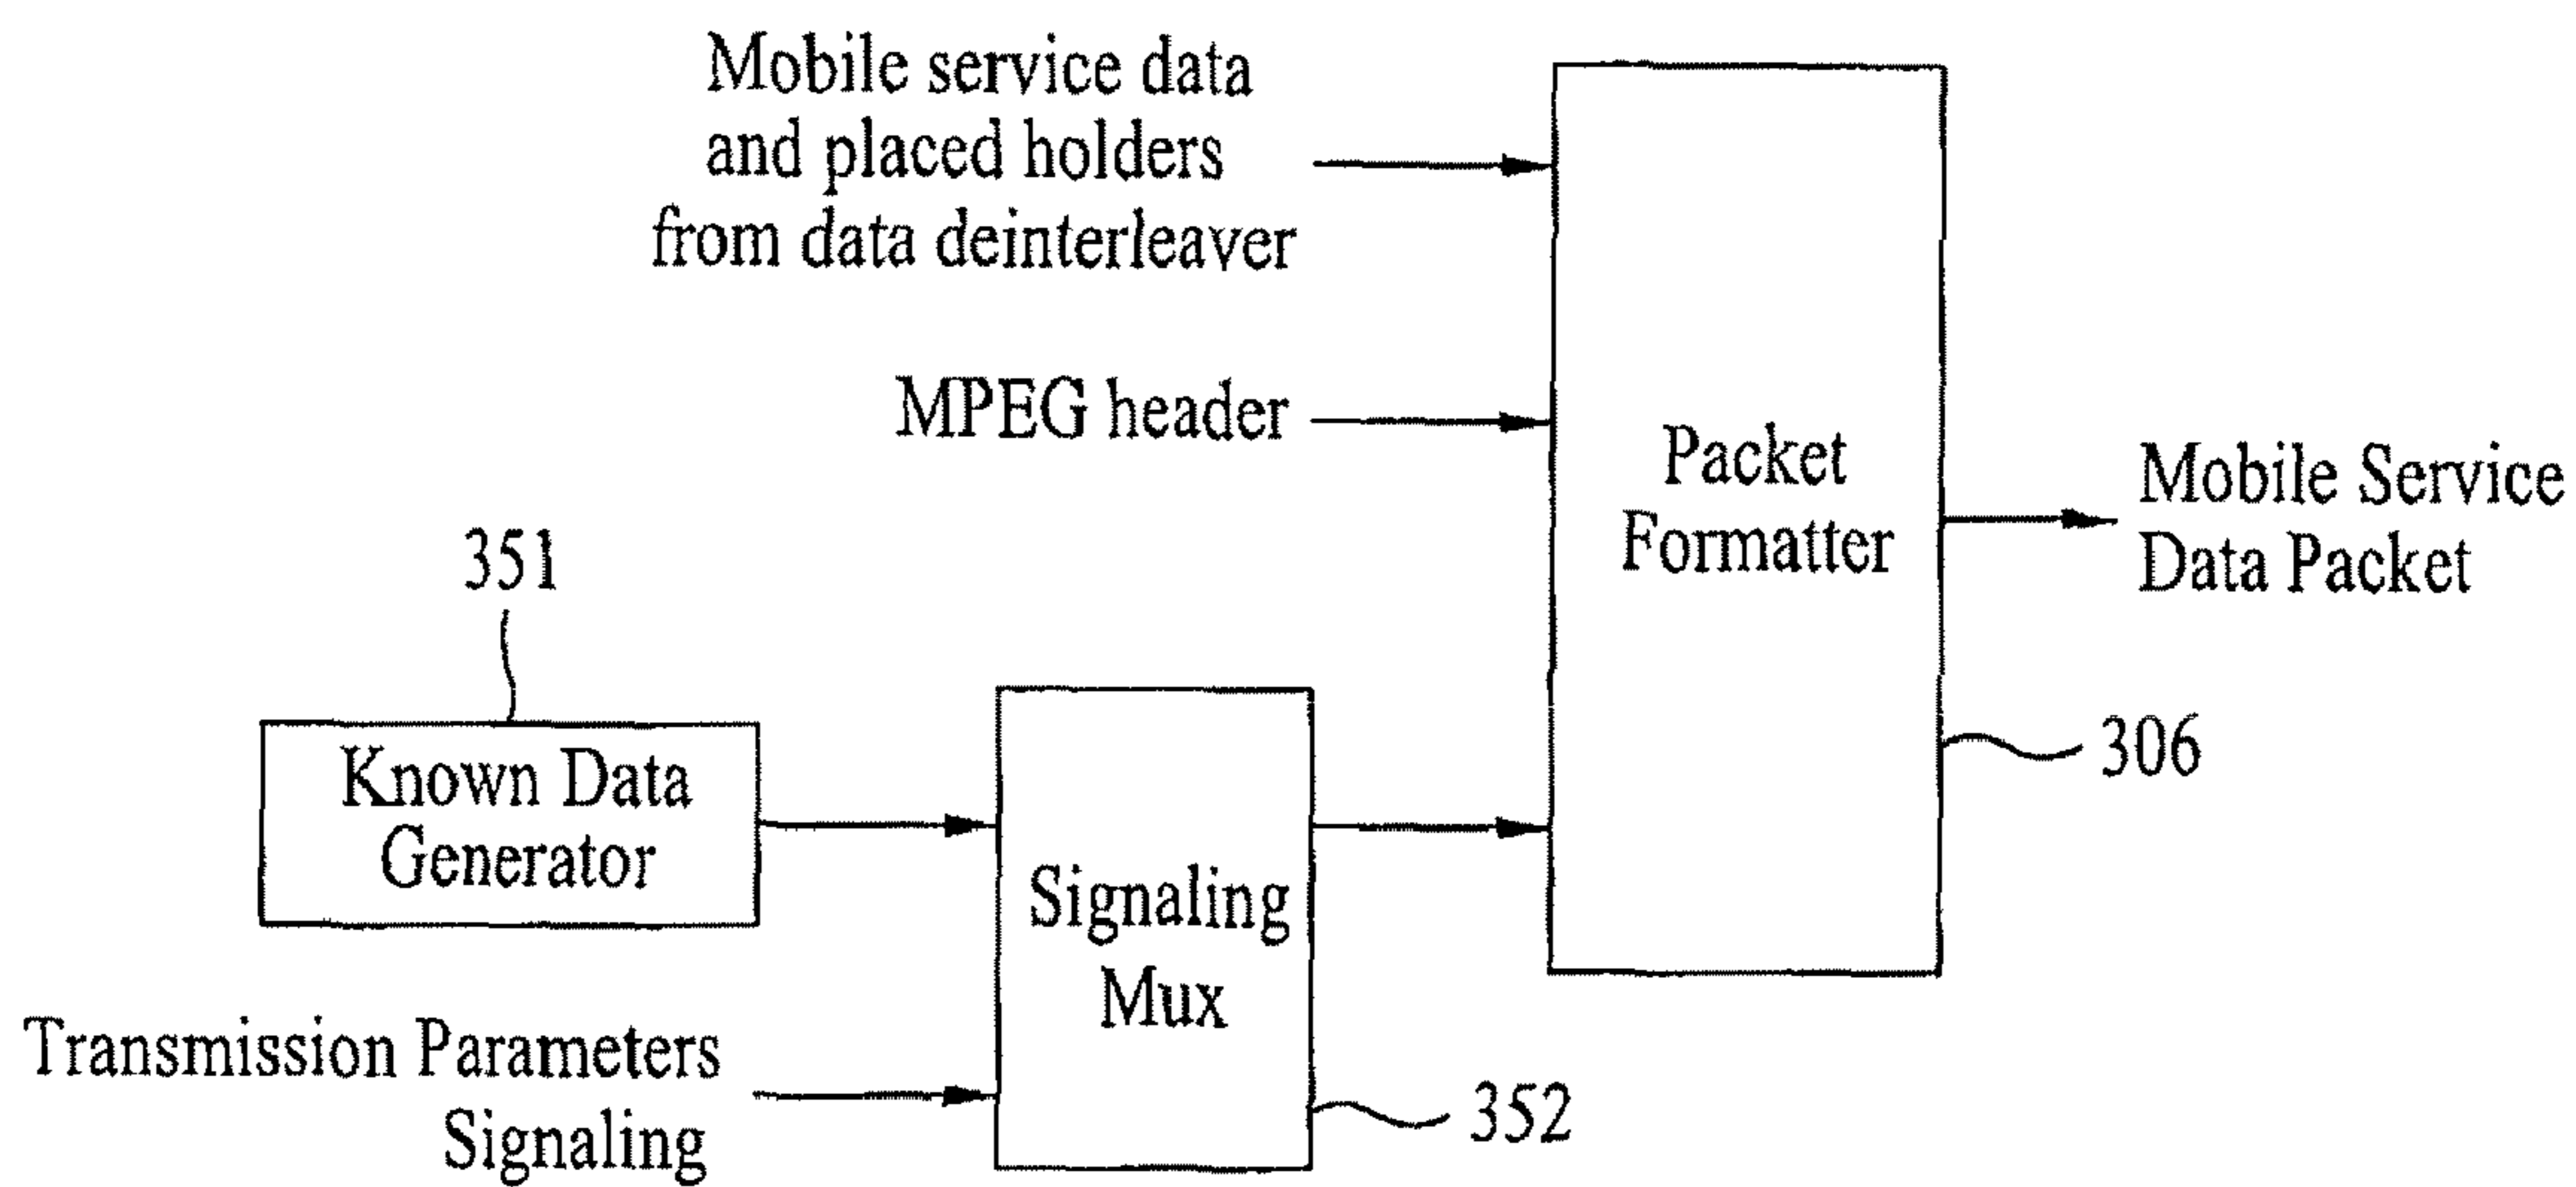 Mobile service data
and placed holders
from data deinterleaver
MPEG header
Packet
Formatter
Mobile Service
Data Packet
351
306
Known Data
Generator
Signaling
Mux
Transmission Parameters
Signaling
352